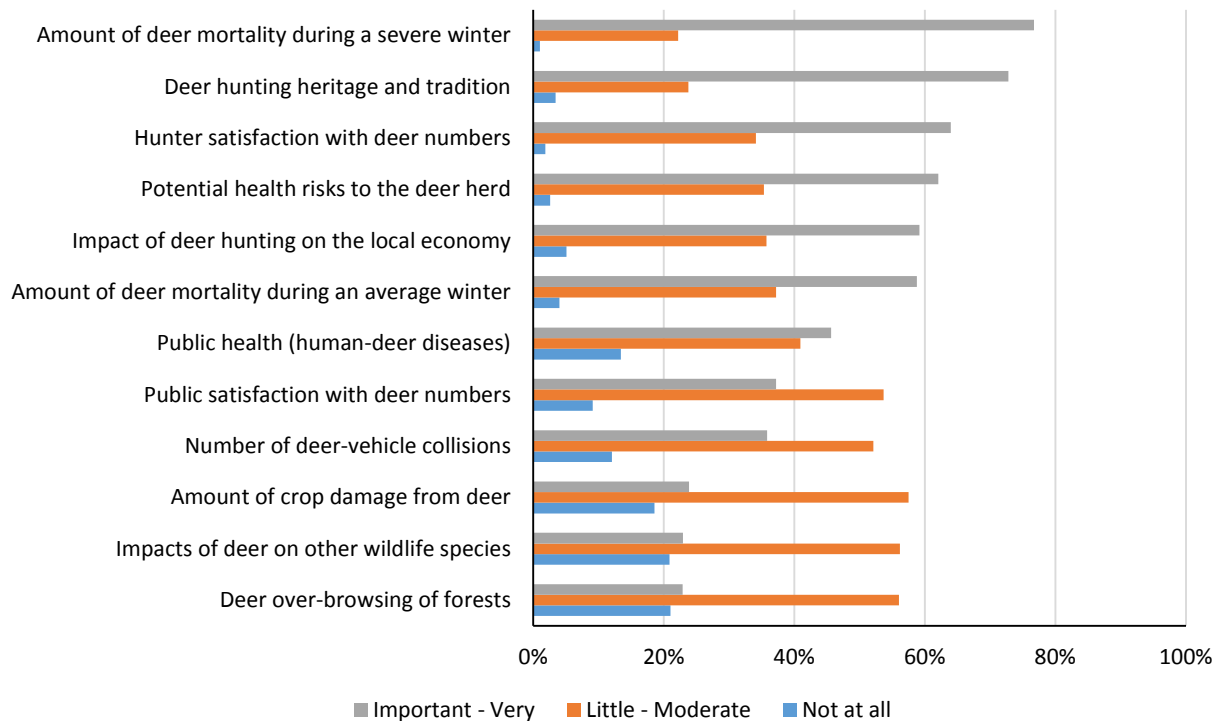 Amount of deer mortality during a severe winter
Deer hunting heritage and tradition
Hunter satisfaction with deer numbers
Potential health risks to the deer herd
Impact of deer hunting on the local economy
Amount of deer mortality during an average winter
Public health (human-deer diseases)
Public satisfaction with deer numbers
Number of deer-vehicle collisions
Amount of crop damage from deer
Impacts of deer on other wildlife species
Deer over-browsing of forests
0% 20% 40% 60% 80% 100%
Important - Very Little - Moderate Not at all